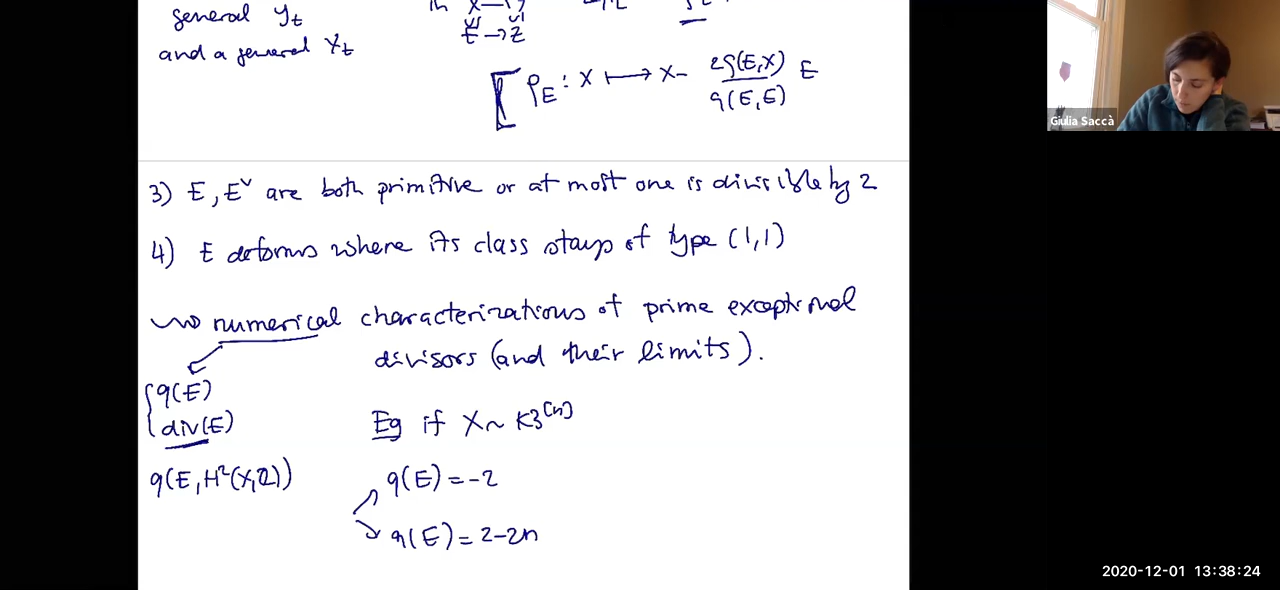 general Y_t
and a general X_t
E → Z
[ ρ_E : X ⟼ X - 2q(E,X) / q(E,E) E
3) E, E^∨ are both primitive or at most one is divisible by 2
4) E deforms where its class stays of type (1,1)
⇝ numerical characterizations of prime exceptional
divisors (and their limits).
{ q(E)
div(E)
Eg if X ~ K3^[n]
q(E, H²(X,Z))
q(E) = -2
q(E) = 2-2n
Giulia Saccà
2020-12-01 13:38:24